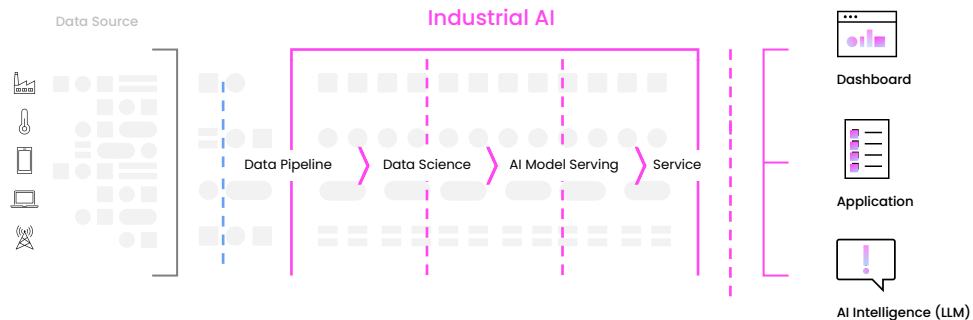 Data Source
Industrial AI
Dashboard
Data Pipeline
Data Science
AI Model Serving
Service
Application
AI Intelligence (LLM)